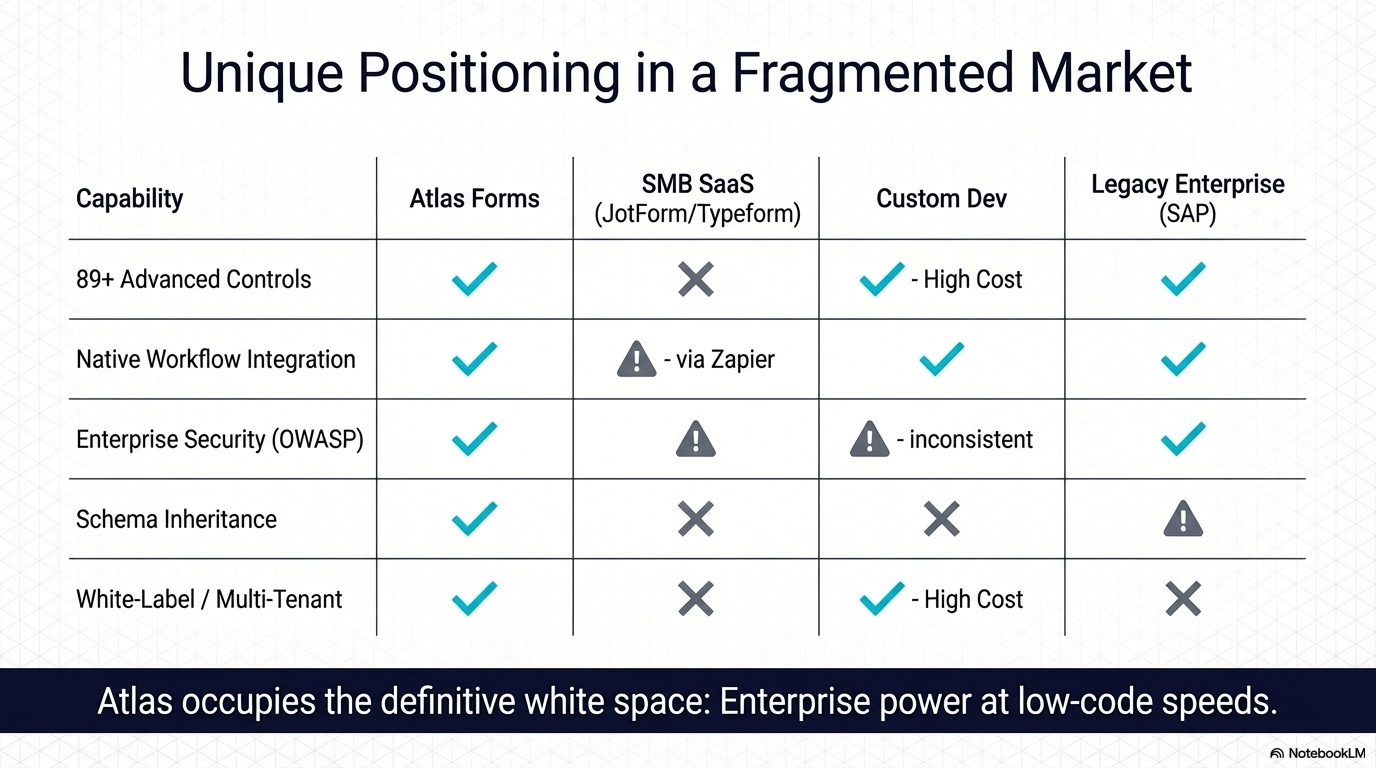 Unique Positioning in a Fragmented Market
Capability
Atlas Forms
SMB SaaS
(JotForm/Typeform)
Custom Dev
Legacy Enterprise
(SAP)
89+ Advanced Controls
- High Cost
Native Workflow Integration
- via Zapier
Enterprise Security (OWASP)
- inconsistent
Schema Inheritance
White-Label / Multi-Tenant
- High Cost
Atlas occupies the definitive white space: Enterprise power at low-code speeds.
NotebookLM